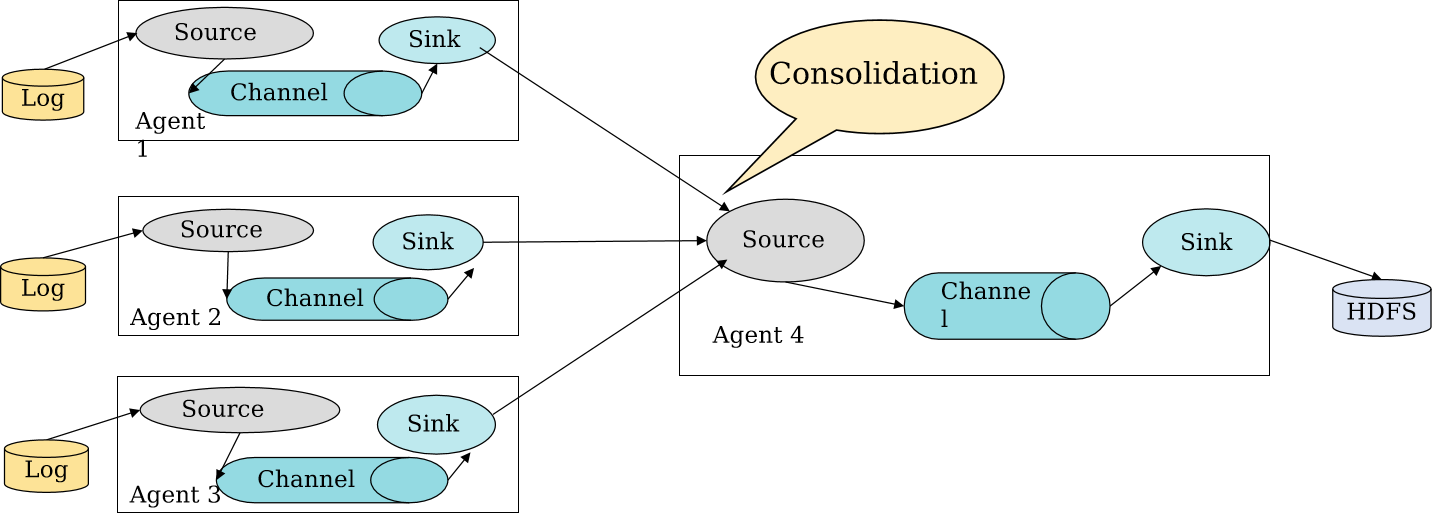 Source
Sink
Log
Channel
Agent
1
Consolidation
Source
Sink
Log
Channel
Agent 2
Source
Channe
l
Sink
Agent 4
HDFS
Source
Sink
Log
Channel
Agent 3